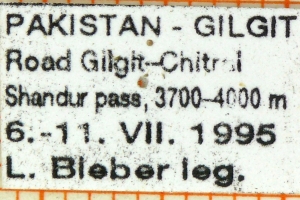 PAKISTAN - GILGIT
Road Gilgit-Chitral
Shandur pass, 3700-4000 m
6.-11. VII. 1995
L. Bieber leg.